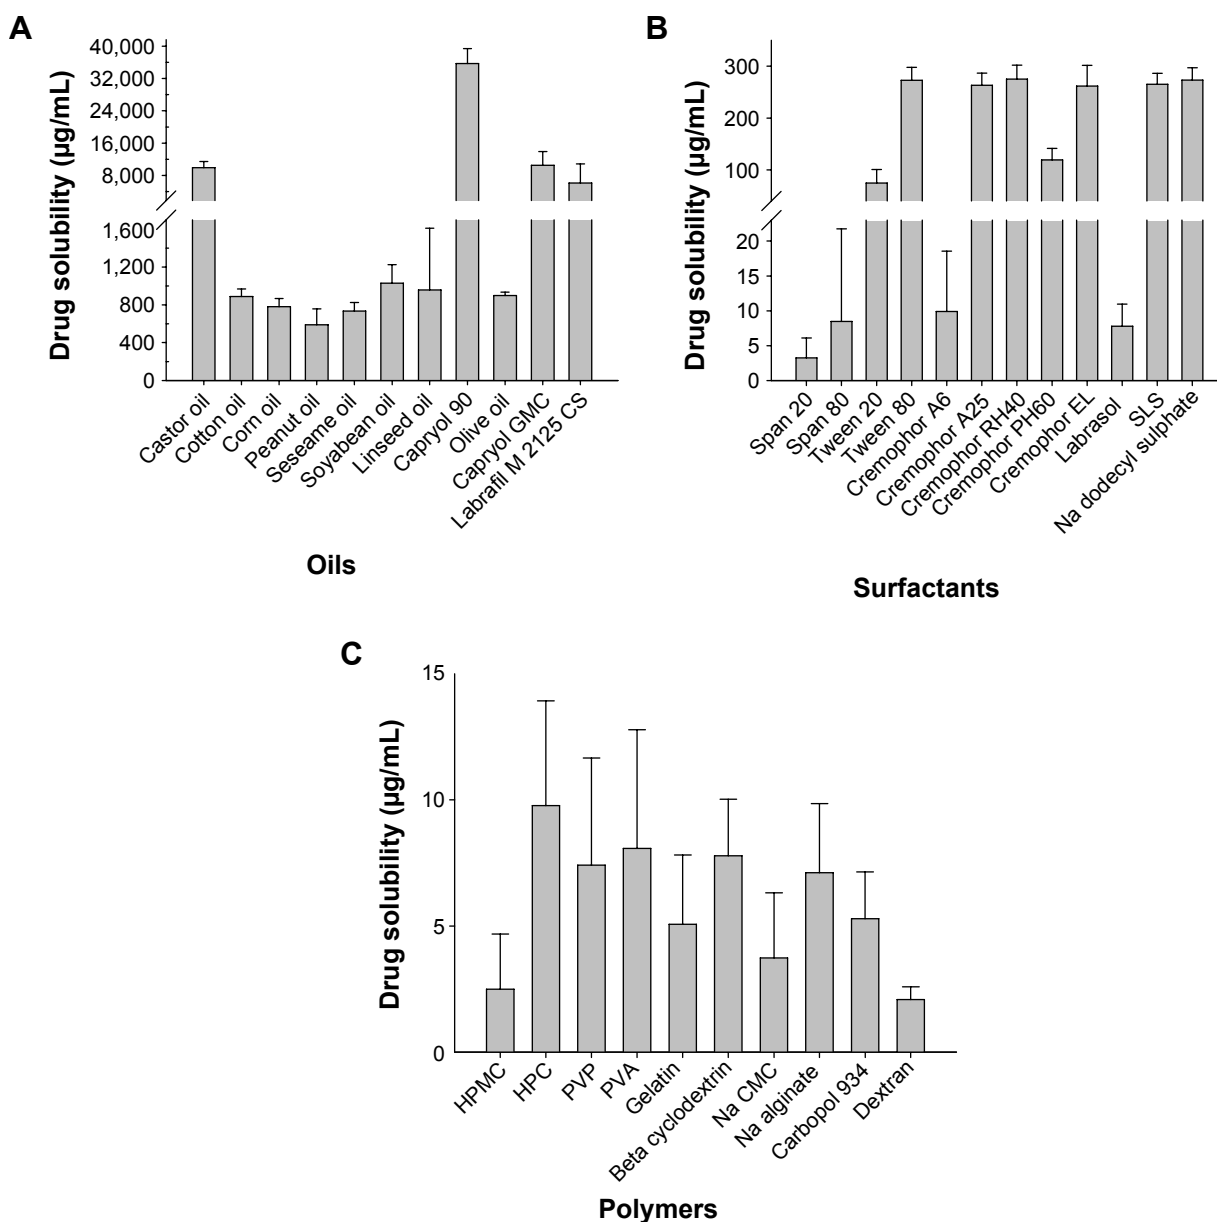 A
Drug solubility (µg/mL)
40,000
32,000
24,000
16,000
8,000
1,600
1,200
800
400
0
Castor oil
Cotton oil
Corn oil
Peanut oil
Seseame oil
Soyabean oil
Linseed oil
Capryol 90
Olive oil
Capryol GMC
Labrafil M 2125 CS
Oils
B
Drug solubility (µg/mL)
300
200
100
20
15
10
5
0
Span 20
Span 80
Tween 20
Tween 80
Cremophor A6
Cremophor A25
Cremophor RH40
Cremophor PH60
Cremophor EL
Labrasol
SLS
Na dodecyl sulphate
Surfactants
C
Drug solubility (µg/mL)
15
10
5
0
HPMC
HPC
PVP
PVA
Gelatin
Beta cyclodextrin
Na CMC
Na alginate
Carbopol 934
Dextran
Polymers